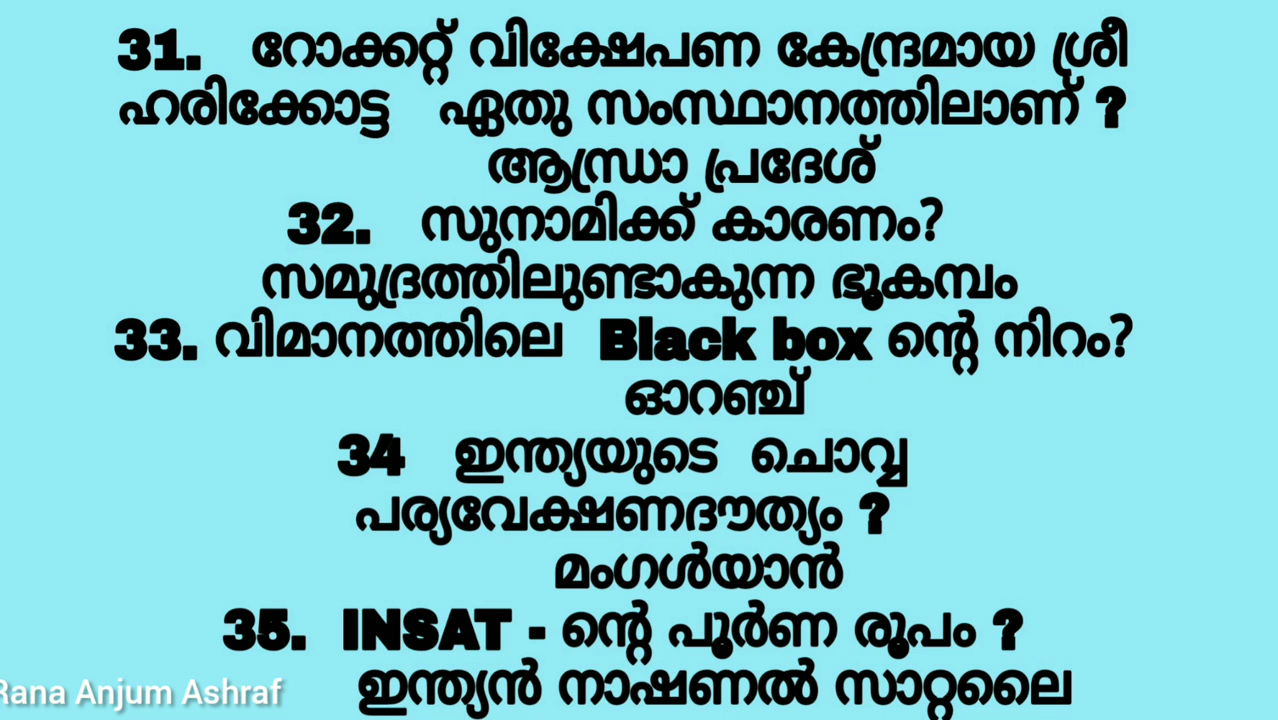 31. റോക്കറ്റ് വിക്ഷേപണ കേന്ദ്രമായ ശ്രീ
ഹരിക്കോട്ട ഏതു സംസ്ഥാനത്തിലാണ് ?
ആന്ധ്രാ പ്രദേശ്
32. സുനാമിക്ക് കാരണം?
സമുദ്രത്തിലുണ്ടാകുന്ന ഭൂകമ്പം
33. വിമാനത്തിലെ Black box ന്റെ നിറം?
ഓറഞ്ച്
34 ഇന്ത്യയുടെ ചൊവ്വ
പര്യവേക്ഷണദൗത്യം ?
മംഗൾയാൻ
35. INSAT - ന്റെ പൂർണ രൂപം ?
ഇന്ത്യൻ നാഷണൽ സാറ്റലൈ
Rana Anjum Ashraf